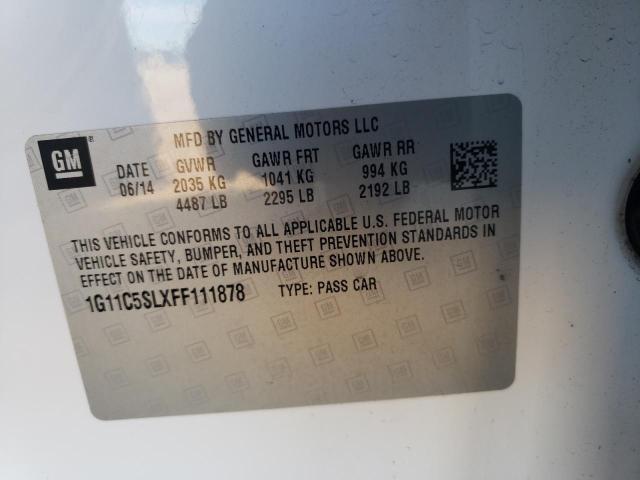 GM
MFD BY GENERAL MOTORS LLC
DATE GVWR GAWR FRT GAWR RR
06/14 2035 KG 1041 KG 994 KG
4487 LB 2295 LB 2192 LB
THIS VEHICLE CONFORMS TO ALL APPLICABLE U.S. FEDERAL MOTOR
VEHICLE SAFETY, BUMPER, AND THEFT PREVENTION STANDARDS IN
EFFECT ON THE DATE OF MANUFACTURE SHOWN ABOVE.
1G11C5SLXFF111878 TYPE: PASS CAR